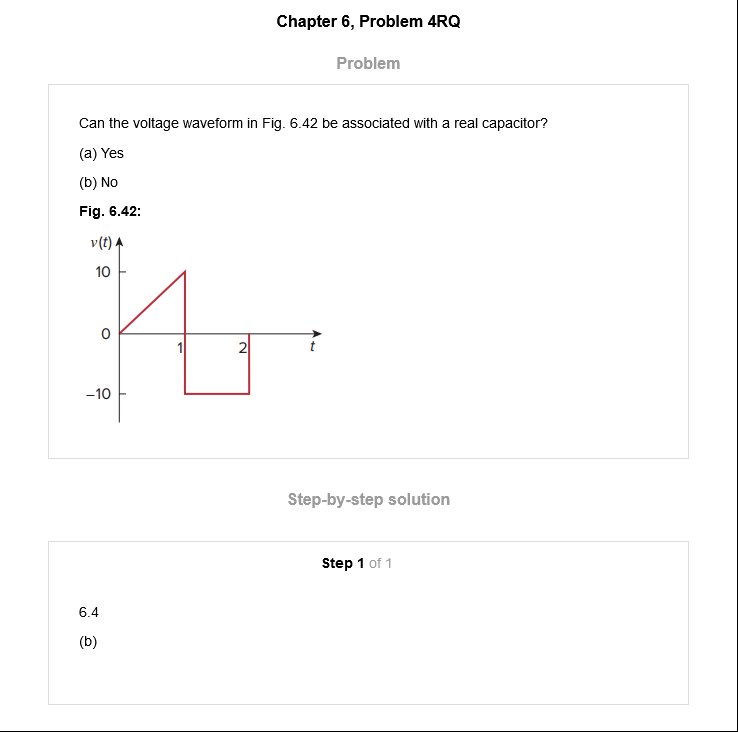 Chapter 6, Problem 4RQ
Problem
Can the voltage waveform in Fig. 6.42 be associated with a real capacitor?
(a) Yes
(b) No
Fig. 6.42:
v(t)
10
0
1
2
t
–10
Step-by-step solution
Step 1 of 1
6.4
(b)